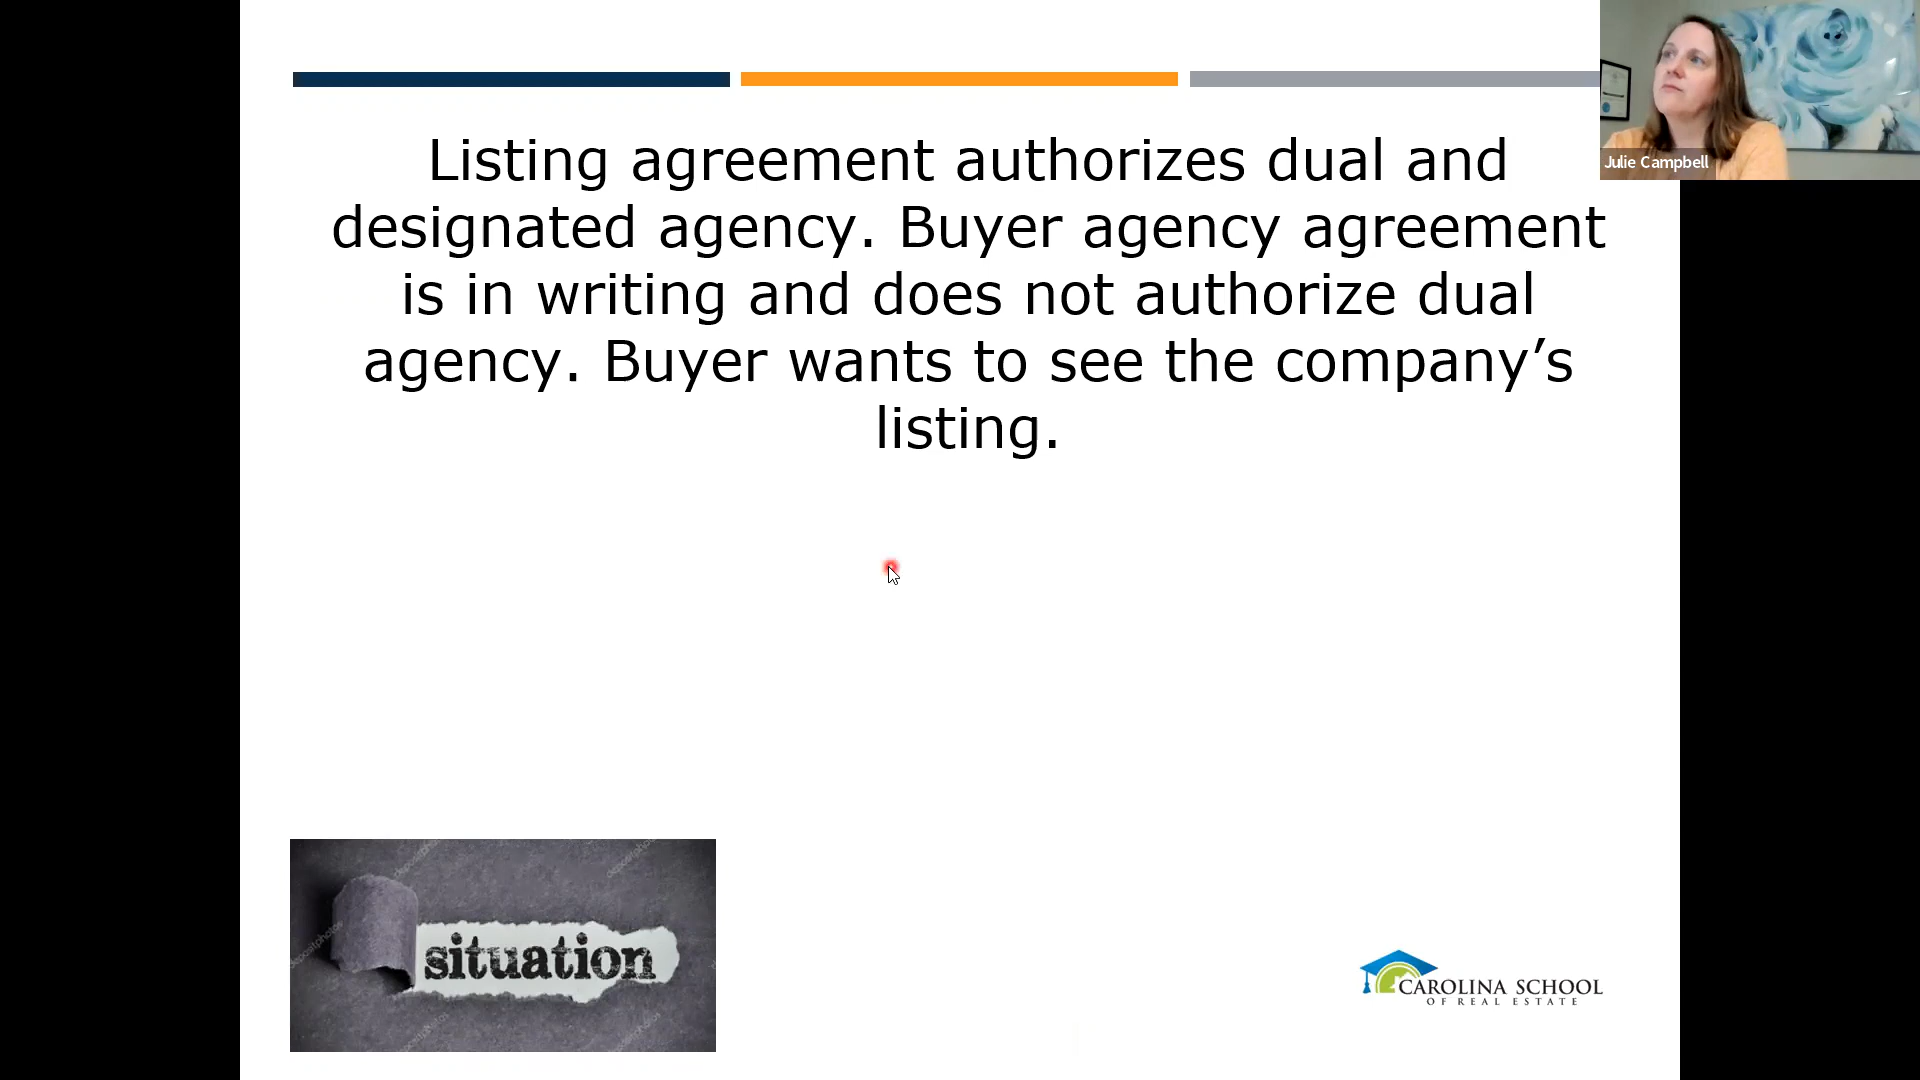 Listing agreement authorizes dual and
designated agency. Buyer agency agreement
is in writing and does not authorize dual
agency. Buyer wants to see the company’s
listing.
Julie Campbell
situation
CAROLINA SCHOOL
OF REAL ESTATE